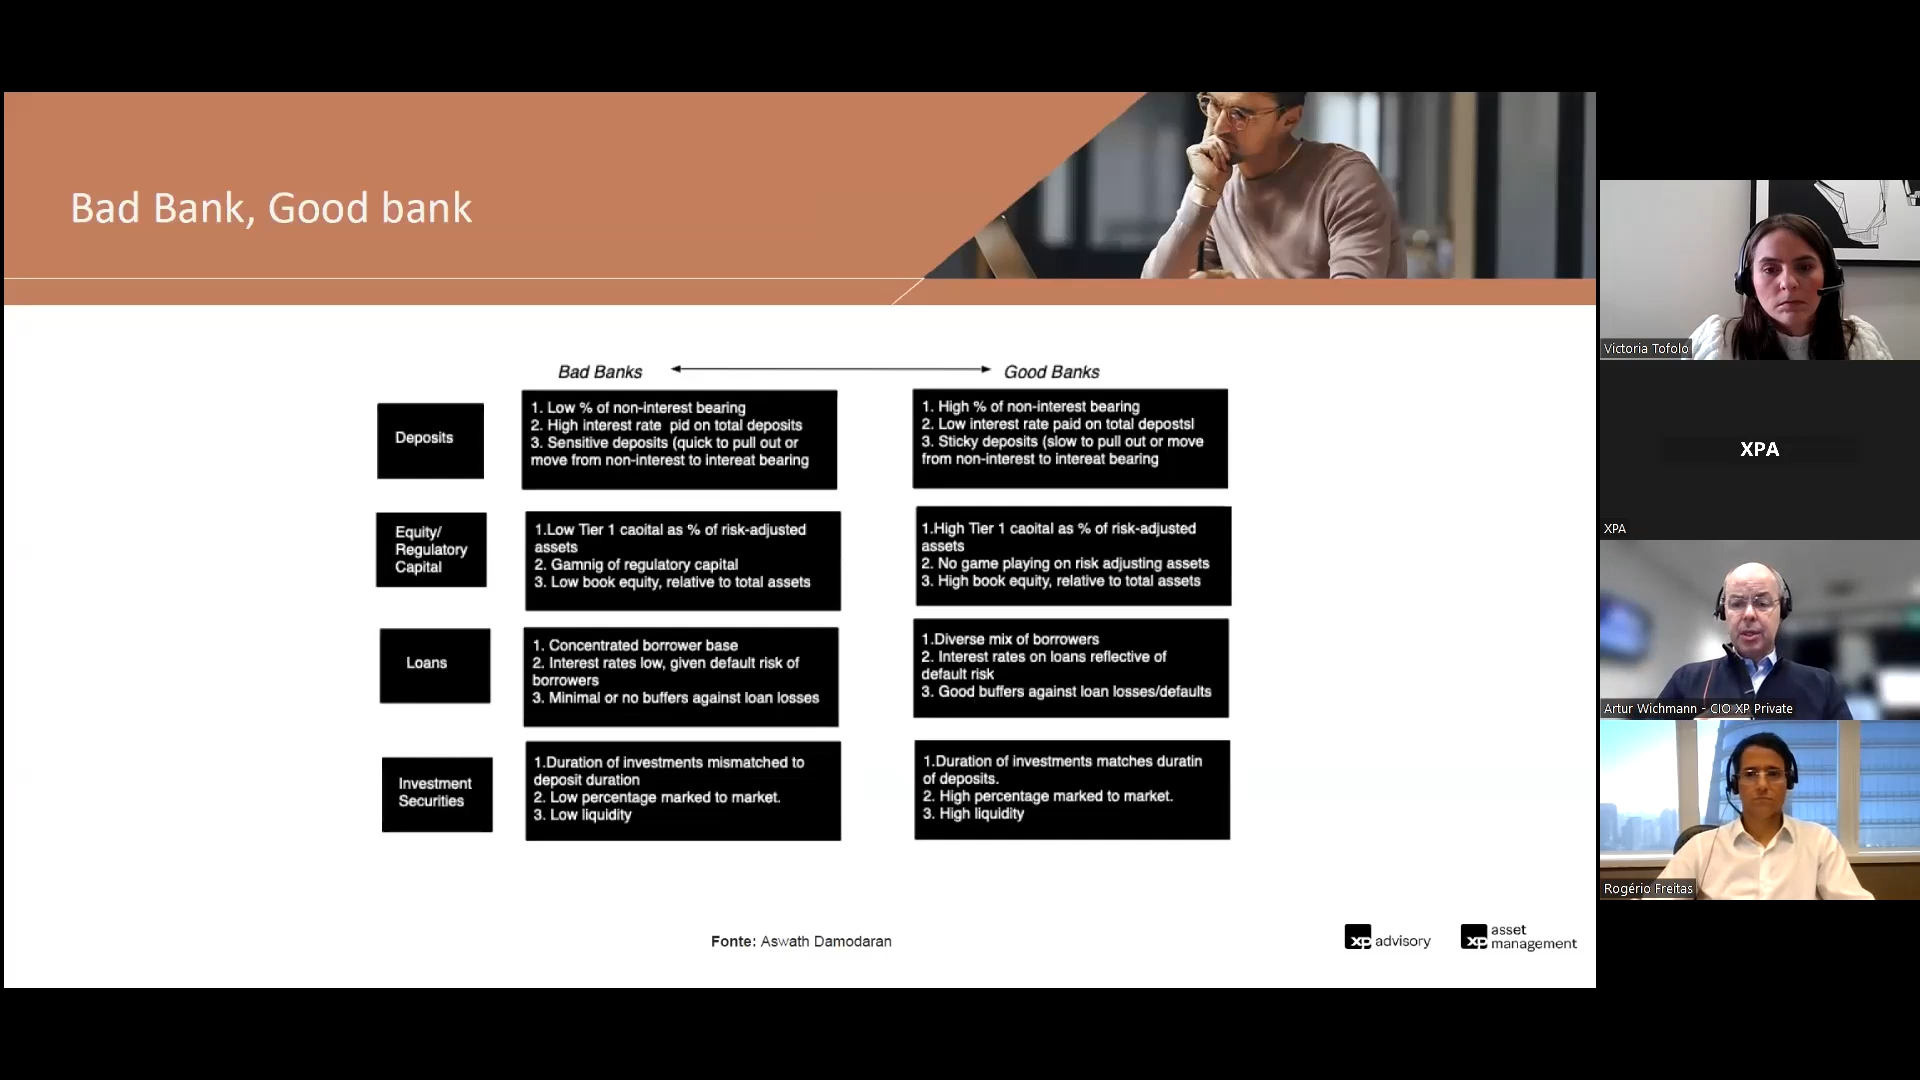 Bad Bank, Good bank
Bad Banks
Good Banks
Deposits
1. Low % of non-interest bearing
2. High interest rate pid on total deposits
3. Sensitive deposits (quick to pull out or
move from non-interest to intereat bearing
1. High % of non-interest bearing
2. Low interest rate paid on total depostsl
3. Sticky deposits (slow to pull out or move
from non-interest to intereat bearing
Equity/
Regulatory
Capital
1.Low Tier 1 caoital as % of risk-adjusted
assets
2. Gamnig of regulatory capital
3. Low book equity, relative to total assets
1.High Tier 1 caoital as % of risk-adjusted
assets
2. No game playing on risk adjusting assets
3. High book equity, relative to total assets
Loans
1. Concentrated borrower base
2. Interest rates low, given default risk of
borrowers
3. Minimal or no buffers against loan losses
1.Diverse mix of borrowers
2. Interest rates on loans reflective of
default risk
3. Good buffers against loan losses/defaults
Investment
Securities
1.Duration of investments mismatched to
deposit duration
2. Low percentage marked to market.
3. Low liquidity
1.Duration of investments matches duratin
of deposits.
2. High percentage marked to market.
3. High liquidity
Fonte: Aswath Damodaran
xp advisory
xp asset
management
Victoria Tofolo
XPA
XPA
Artur Wichmann - CIO XP Private
Rogério Freitas